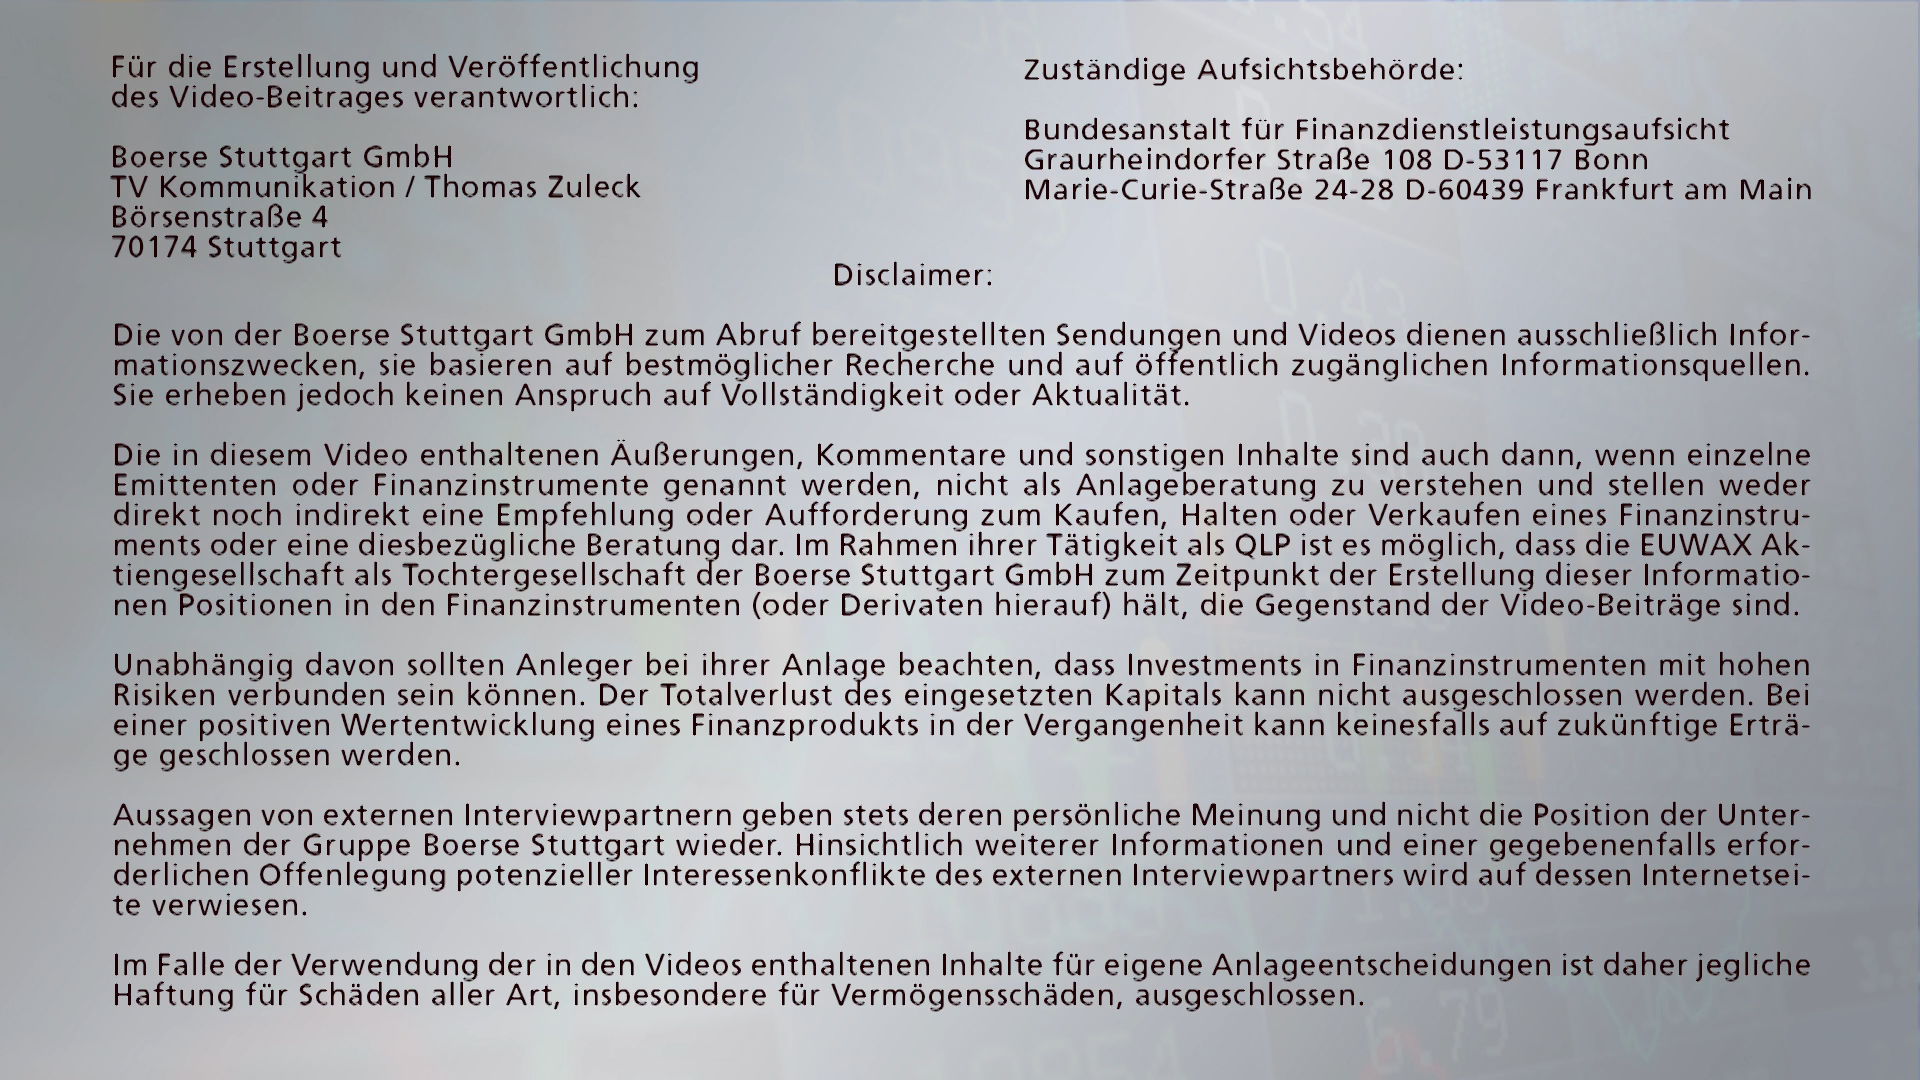 Für die Erstellung und Veröffentlichung
des Video-Beitrages verantwortlich:
Boerse Stuttgart GmbH
TV Kommunikation / Thomas Zuleck
Börsenstraße 4
70174 Stuttgart
Zuständige Aufsichtsbehörde:
Bundesanstalt für Finanzdienstleistungsaufsicht
Graurheindorfer Straße 108 D-53117 Bonn
Marie-Curie-Straße 24-28 D-60439 Frankfurt am Main
Disclaimer:
Die von der Boerse Stuttgart GmbH zum Abruf bereitgestellten Sendungen und Videos dienen ausschließlich Infor-
mationszwecken, sie basieren auf bestmöglicher Recherche und auf öffentlich zugänglichen Informationsquellen.
Sie erheben jedoch keinen Anspruch auf Vollständigkeit oder Aktualität.
Die in diesem Video enthaltenen Äußerungen, Kommentare und sonstigen Inhalte sind auch dann, wenn einzelne
Emittenten oder Finanzinstrumente genannt werden, nicht als Anlageberatung zu verstehen und stellen weder
direkt noch indirekt eine Empfehlung oder Aufforderung zum Kaufen, Halten oder Verkaufen eines Finanzinstru-
ments oder eine diesbezügliche Beratung dar. Im Rahmen ihrer Tätigkeit als QLP ist es möglich, dass die EUWAX Ak-
tiengesellschaft als Tochtergesellschaft der Boerse Stuttgart GmbH zum Zeitpunkt der Erstellung dieser Informatio-
nen Positionen in den Finanzinstrumenten (oder Derivaten hierauf) hält, die Gegenstand der Video-Beiträge sind.
Unabhängig davon sollten Anleger bei ihrer Anlage beachten, dass Investments in Finanzinstrumenten mit hohen
Risiken verbunden sein können. Der Totalverlust des eingesetzten Kapitals kann nicht ausgeschlossen werden. Bei
einer positiven Wertentwicklung eines Finanzprodukts in der Vergangenheit kann keinesfalls auf zukünftige Erträ-
ge geschlossen werden.
Aussagen von externen Interviewpartnern geben stets deren persönliche Meinung und nicht die Position der Unter-
nehmen der Gruppe Boerse Stuttgart wieder. Hinsichtlich weiterer Informationen und einer gegebenenfalls erfor-
derlichen Offenlegung potenzieller Interessenkonflikte des externen Interviewpartners wird auf dessen Internetsei-
te verwiesen.
Im Falle der Verwendung der in den Videos enthaltenen Inhalte für eigene Anlageentscheidungen ist daher jegliche
Haftung für Schäden aller Art, insbesondere für Vermögensschäden, ausgeschlossen.